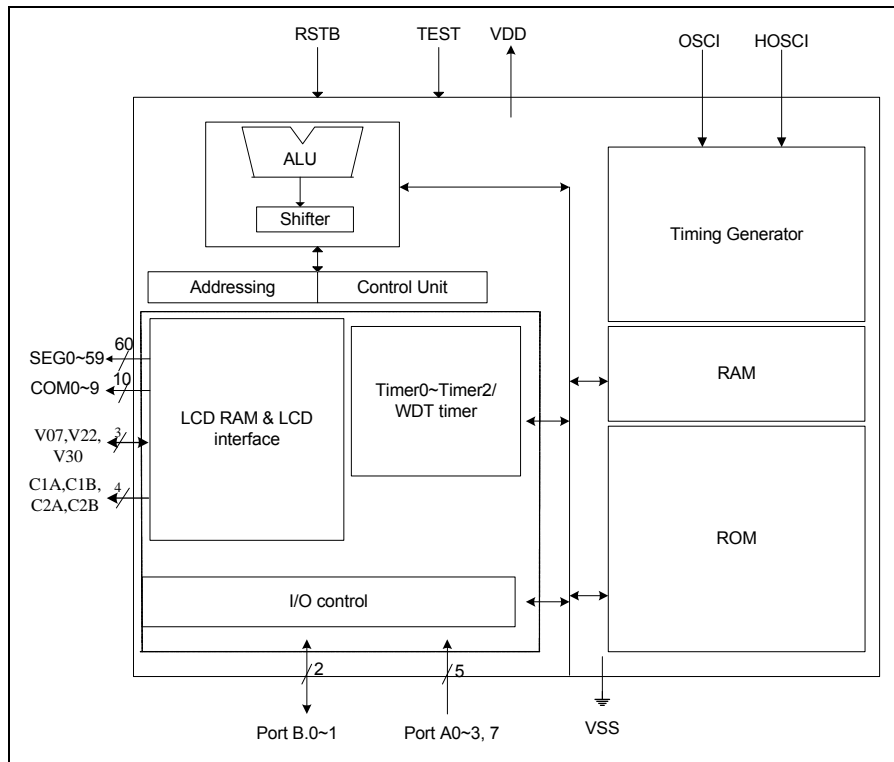 RSTB
TEST
VDD
OSCI
HOSCI
ALU
Shifter
Timing Generator
Addressing
Control Unit
SEG0~59
60
COM0~9
10
LCD RAM & LCD
interface
Timer0~Timer2/
WDT timer
RAM
V07,V22,
V30
3
C1A,C1B,
C2A,C2B
4
ROM
I/O control
2
5
Port B.0~1
Port A0~3, 7
VSS